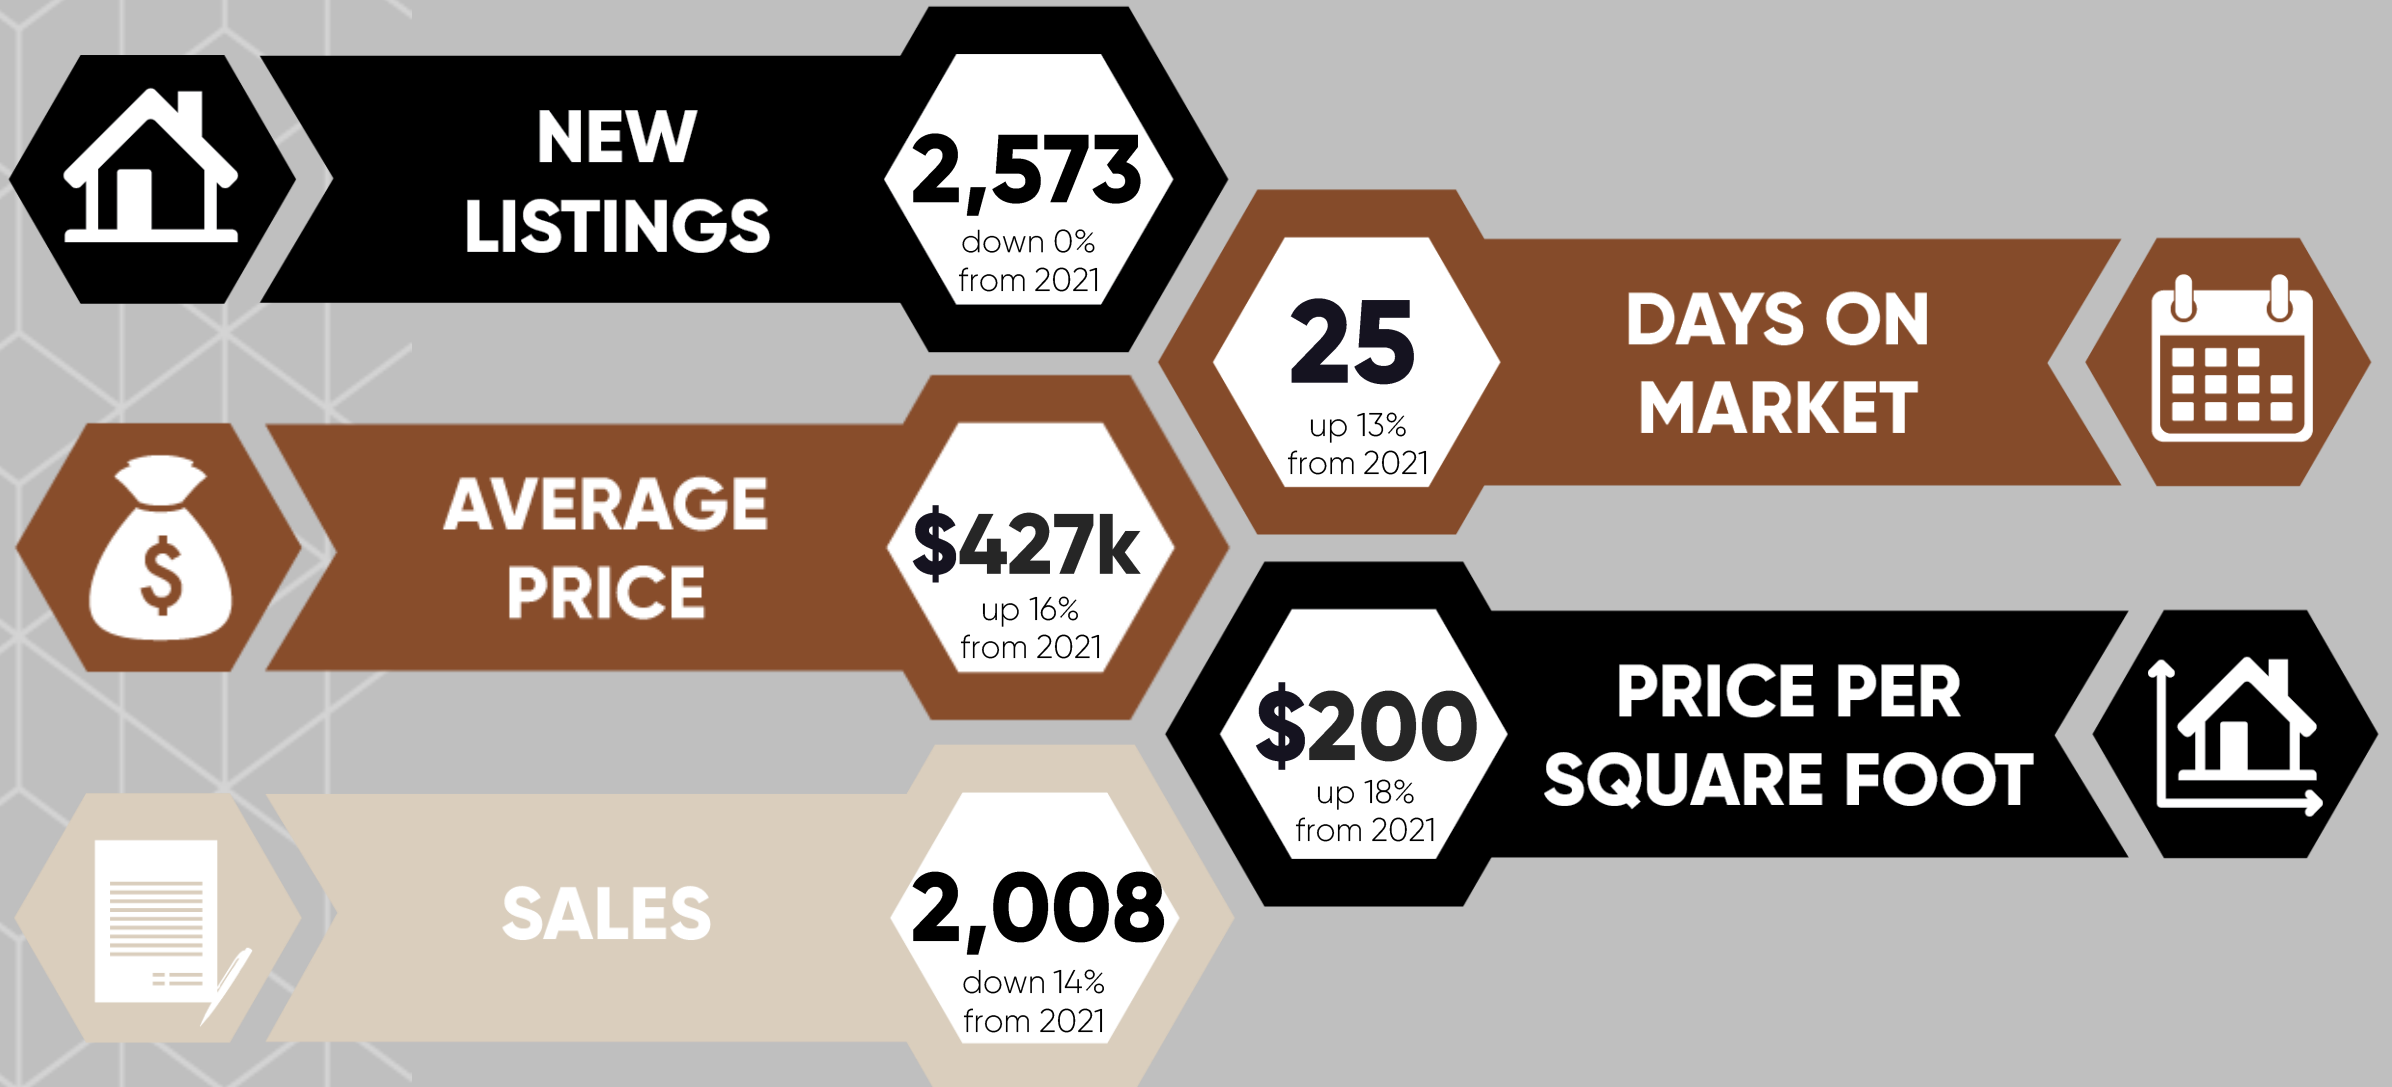 NEW
LISTINGS
2,573
down 0%
from 2021
25
up 13%
from 2021
DAYS ON
MARKET
AVERAGE
PRICE
$427k
up 16%
from 2021
$200
up 18%
from 2021
PRICE PER
SQUARE FOOT
SALES
2,008
down 14%
from 2021